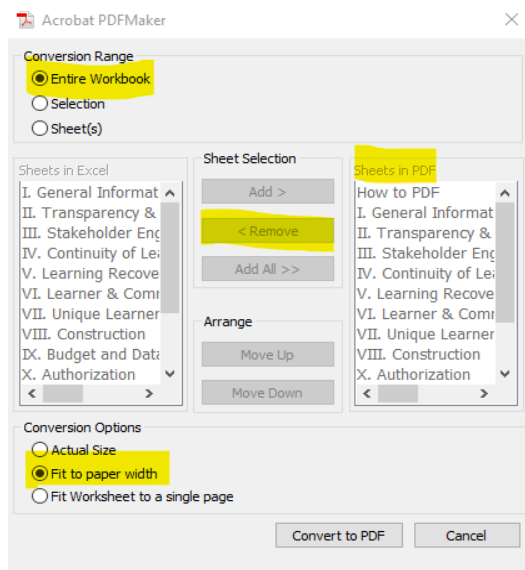 Acrobat PDFMaker
Conversion Range
Entire Workbook
Selection
Sheet(s)
Sheets in Excel
I. General Informat
II. Transparency &
III. Stakeholder Eng
IV. Continuity of Lea
V. Learning Recove
VI. Learner & Comr
VII. Unique Learner
VIII. Construction
IX. Budget and Data
X. Authorization
Sheet Selection
Add >
< Remove
Add All >>
Arrange
Move Up
Move Down
Sheets in PDF
How to PDF
I. General Informat
II. Transparency &
III. Stakeholder Eng
IV. Continuity of Lea
V. Learning Recove
VI. Learner & Comr
VII. Unique Learner
VIII. Construction
X. Authorization
Conversion Options
Actual Size
Fit to paper width
Fit Worksheet to a single page
Convert to PDF
Cancel